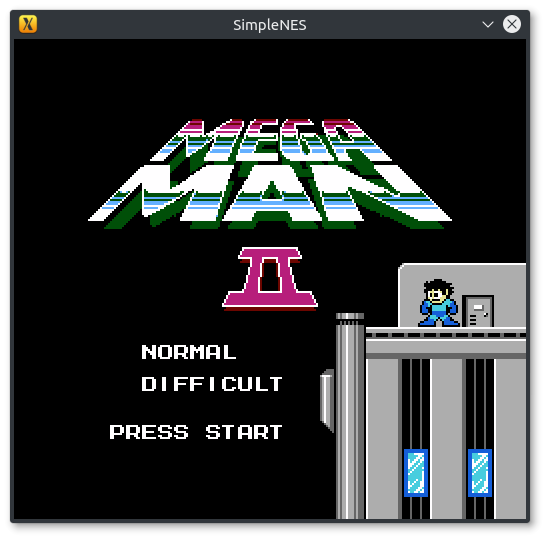 SimpleNES
MEGA
MAN
II
NORMAL
DIFFICULT
PRESS START